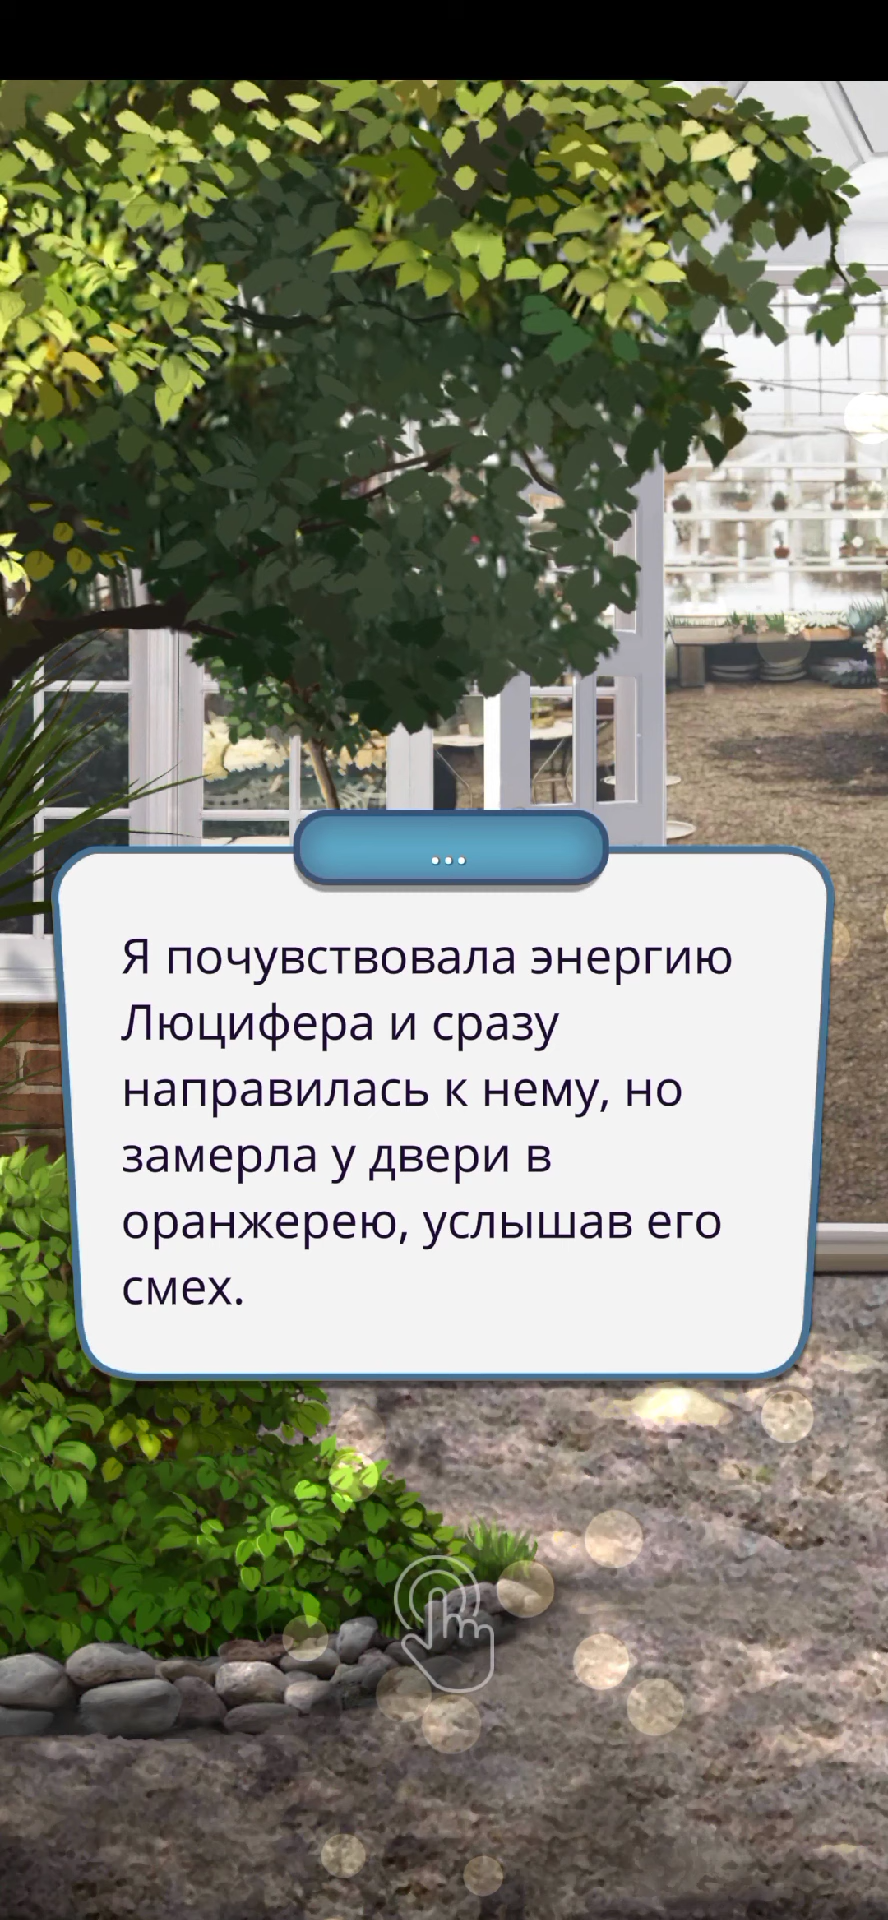 ...
Я почувствовала энергию
Люцифера и сразу
направилась к нему, но
замерла у двери в
оранжерею, услышав его
смех.